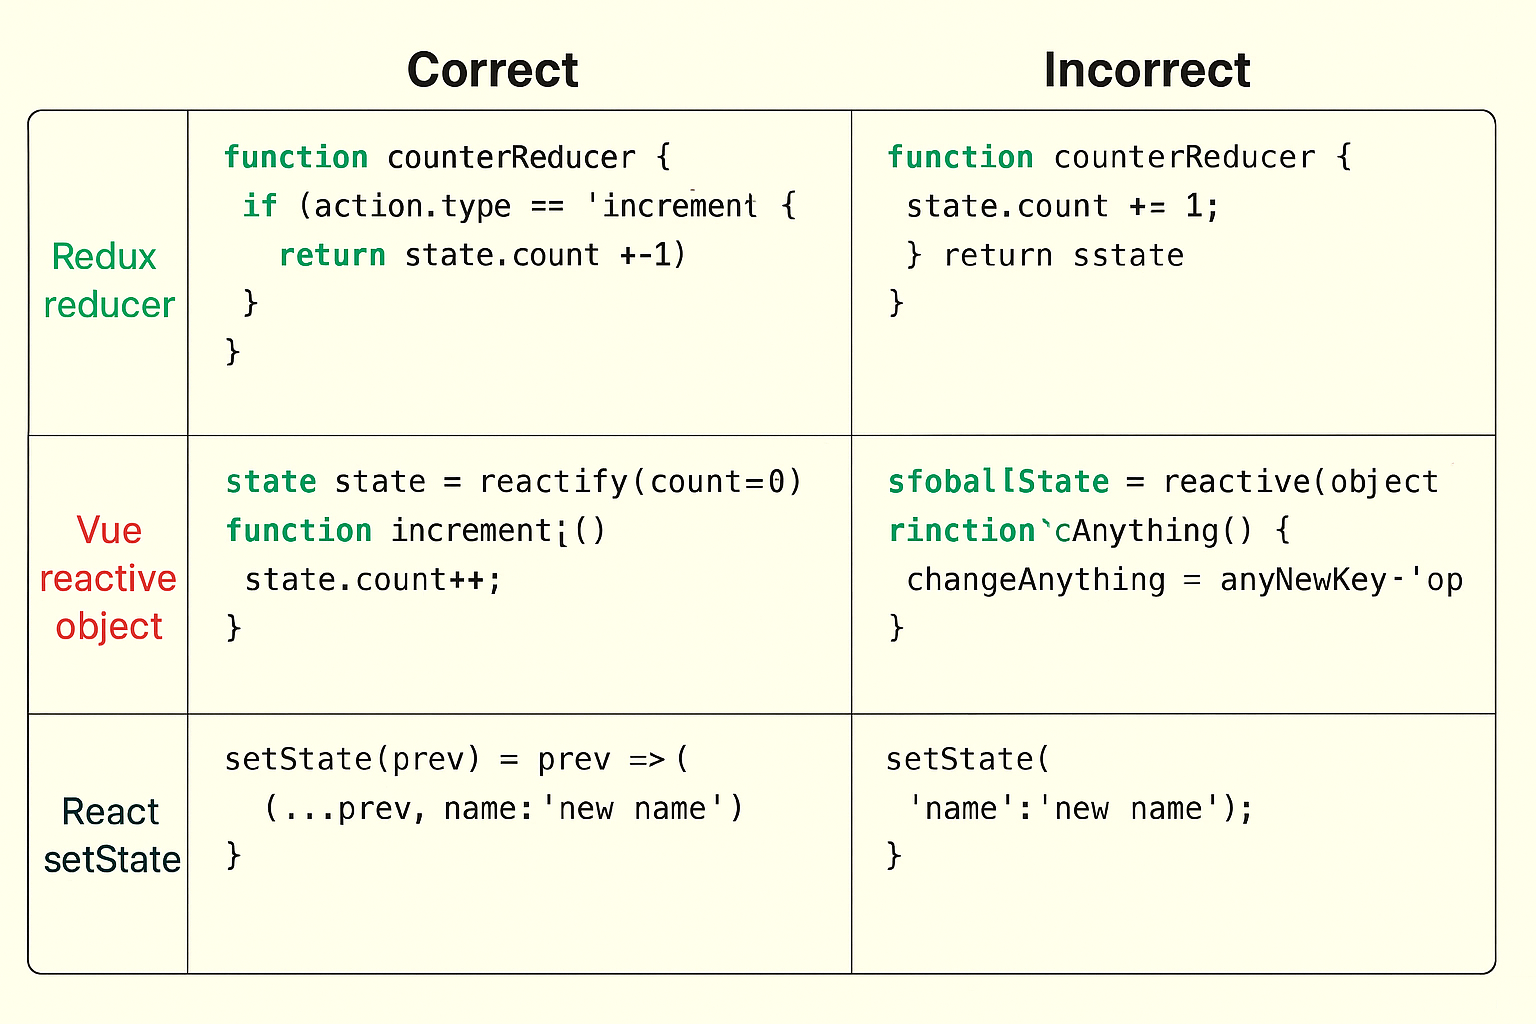 Correct
Incorrect
Redux
reducer
function counterReducer {
if (action.type == 'increment {
return state.count +-1)
}
}
function counterReducer {
state.count += 1;
} return sstate
}
Vue
reactive
object
state state = reactify(count=0)
function increment¡()
state.count++;
}
sfoballState = reactive(object
rinction`cAnything() {
changeAnything = anyNewKey-'op
}
React
setState
setState(prev) = prev => (
(...prev, name:'new name')
}
setState(
'name':'new name');
}